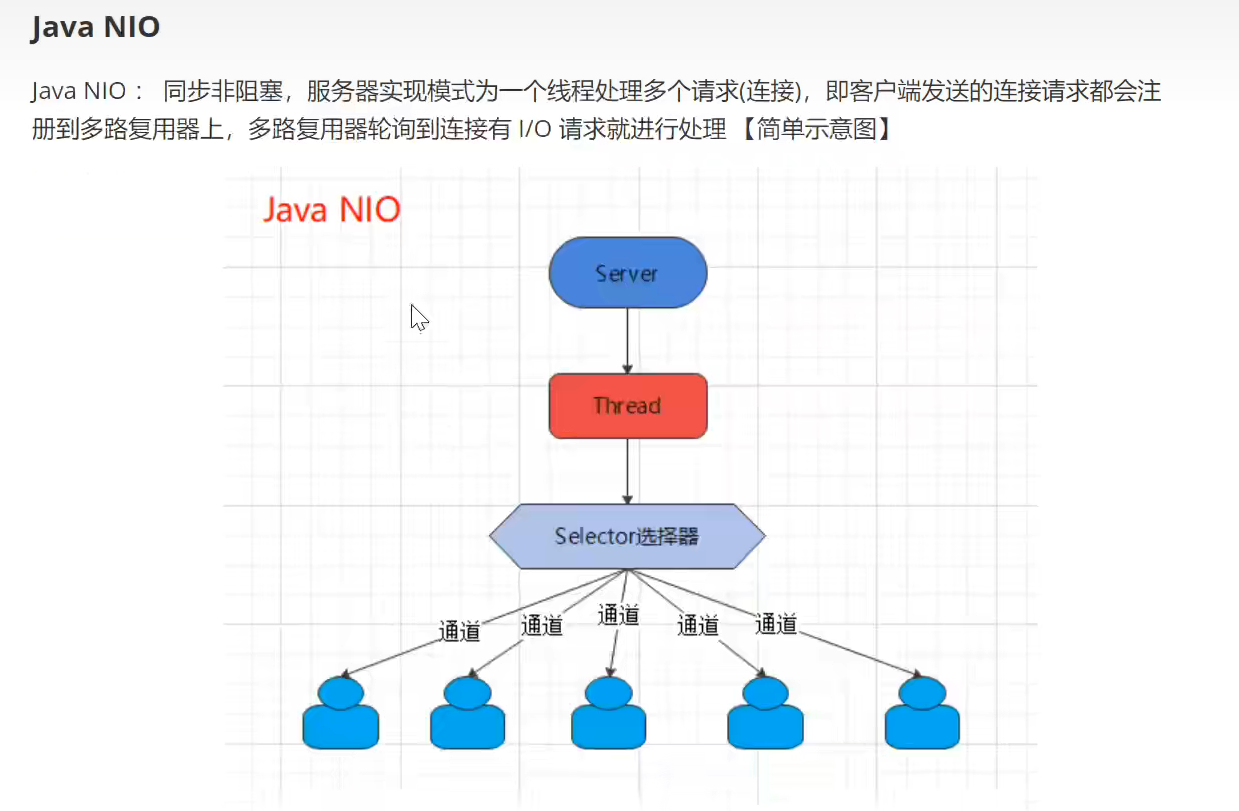 Java NIO
Java NIO： 同步非阻塞，服务器实现模式为一个线程处理多个请求(连接)，即客户端发送的连接请求都会注
册到多路复用器上，多路复用器轮询到连接有 I/O 请求就进行处理 【简单示意图】
Java NIO
Server
Thread
Selector选择器
通道
通道
通道
通道
通道